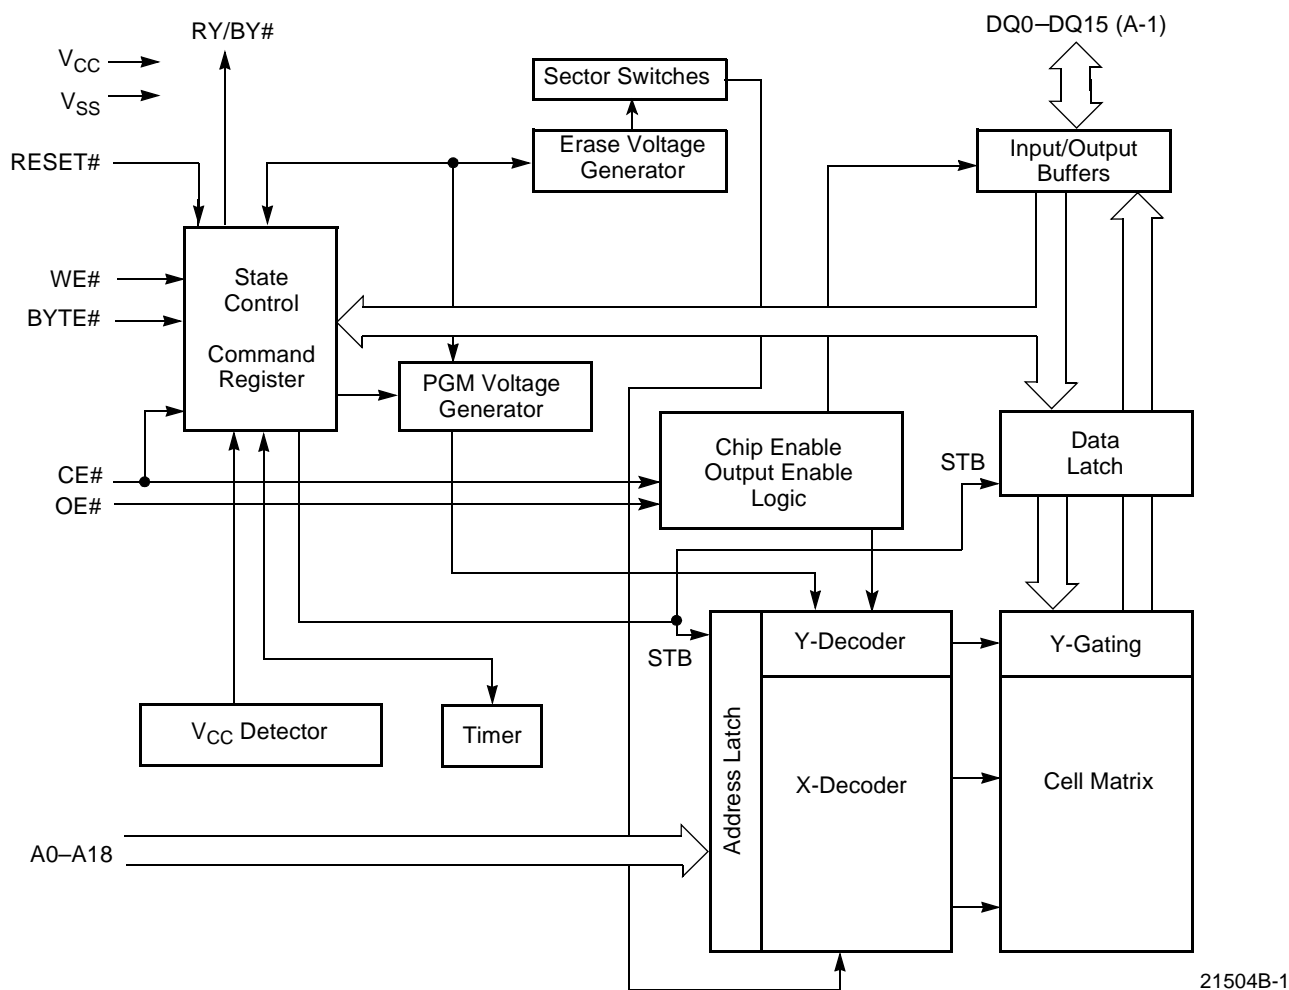 RY/BY#
DQ0–DQ15 (A-1)
VCC
VSS
Sector Switches
RESET#
Erase Voltage
Generator
Input/Output
Buffers
WE#
BYTE#
State
Control
Command
Register
PGM Voltage
Generator
CE#
OE#
Chip Enable
Output Enable
Logic
STB
Data
Latch
STB
Y-Decoder
Y-Gating
VCC Detector
Timer
Address Latch
X-Decoder
Cell Matrix
A0–A18
21504B-1